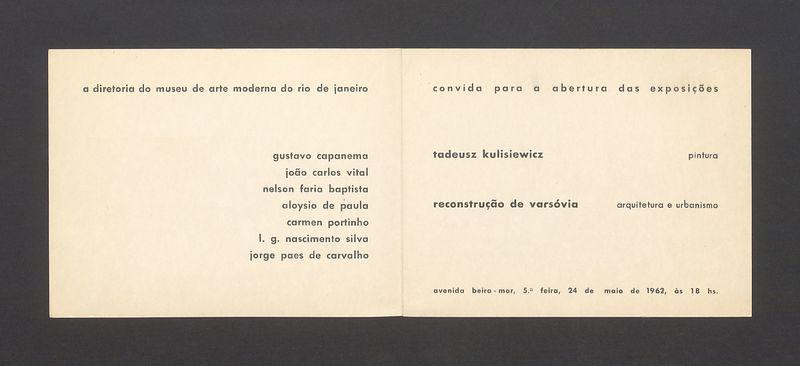 a diretoria do museu de arte moderna do rio de janeiro
gustavo capanema
joão carlos vital
nelson faria baptista
aloysio de paula
carmen portinho
l. g. nascimento silva
jorge paes de carvalho
convida para a abertura das exposições
tadeusz kulisiewicz pintura
reconstrução de varsóvia arquitetura e urbanismo
avenida beira-mar, 5.ª feira, 24 de maio de 1962, às 18 hs.